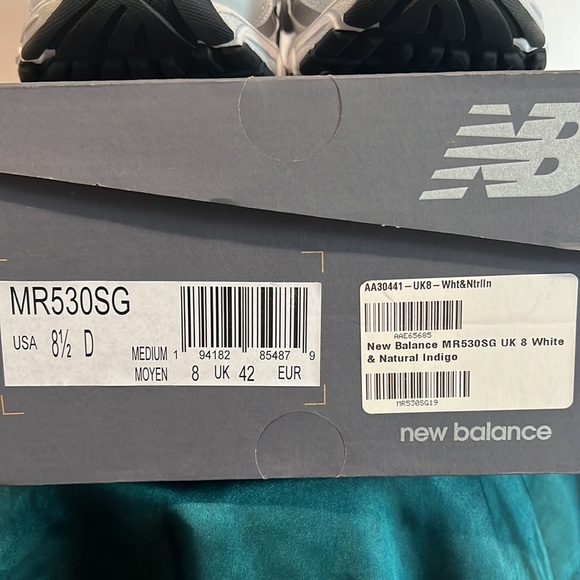 NB
MR530SG
USA 8½ D
MEDIUM 1 94182 85487 9
MOYEN 8 UK 42 EUR
AA30441-UK8-Wht&NtrlIn
AAE65685
New Balance MR530SG UK 8 White
& Natural Indigo
MR530SG19
new balance